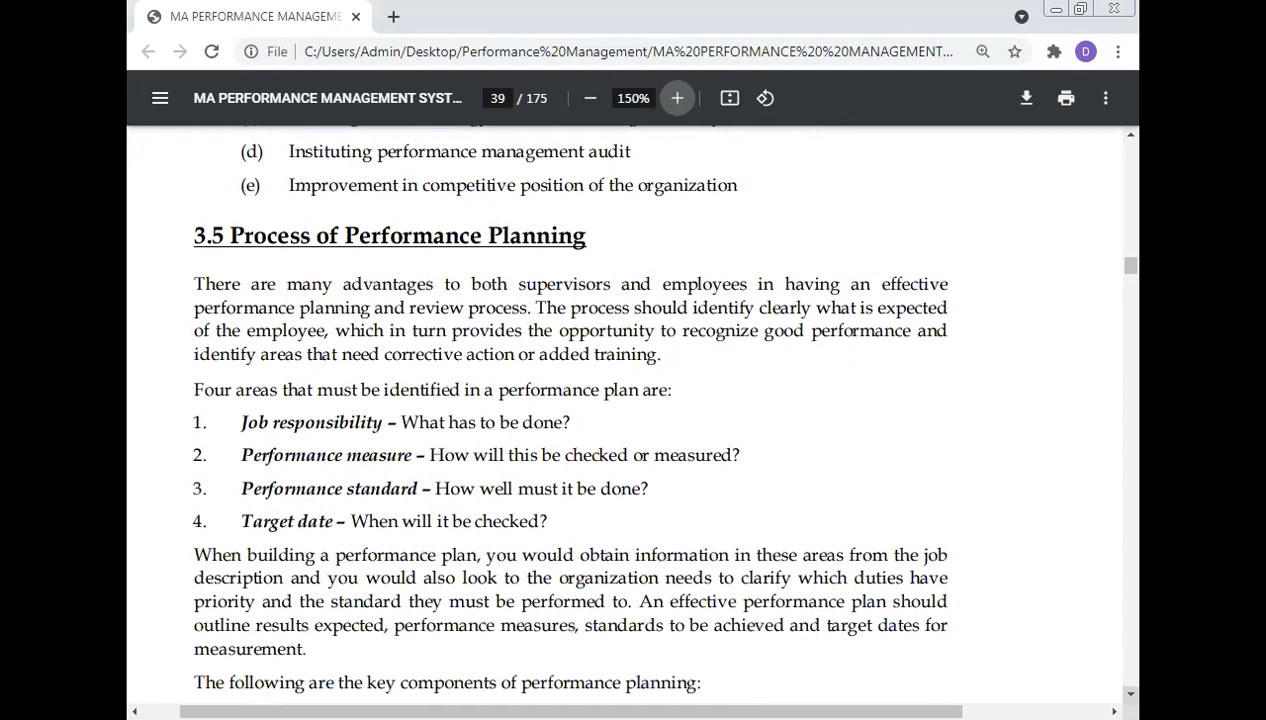 MA PERFORMANCE MANAGEME
File C:/Users/Admin/Desktop/Performance%20Management/MA%20PERFORMANCE%20%20MANAGEMENT... D
MA PERFORMANCE MANAGEMENT SYST... 39 / 175 150%
(d) Instituting performance management audit
(e) Improvement in competitive position of the organization
3.5 Process of Performance Planning
There are many advantages to both supervisors and employees in having an effective
performance planning and review process. The process should identify clearly what is expected
of the employee, which in turn provides the opportunity to recognize good performance and
identify areas that need corrective action or added training.
Four areas that must be identified in a performance plan are:
1. Job responsibility – What has to be done?
2. Performance measure – How will this be checked or measured?
3. Performance standard – How well must it be done?
4. Target date – When will it be checked?
When building a performance plan, you would obtain information in these areas from the job
description and you would also look to the organization needs to clarify which duties have
priority and the standard they must be performed to. An effective performance plan should
outline results expected, performance measures, standards to be achieved and target dates for
measurement.
The following are the key components of performance planning: